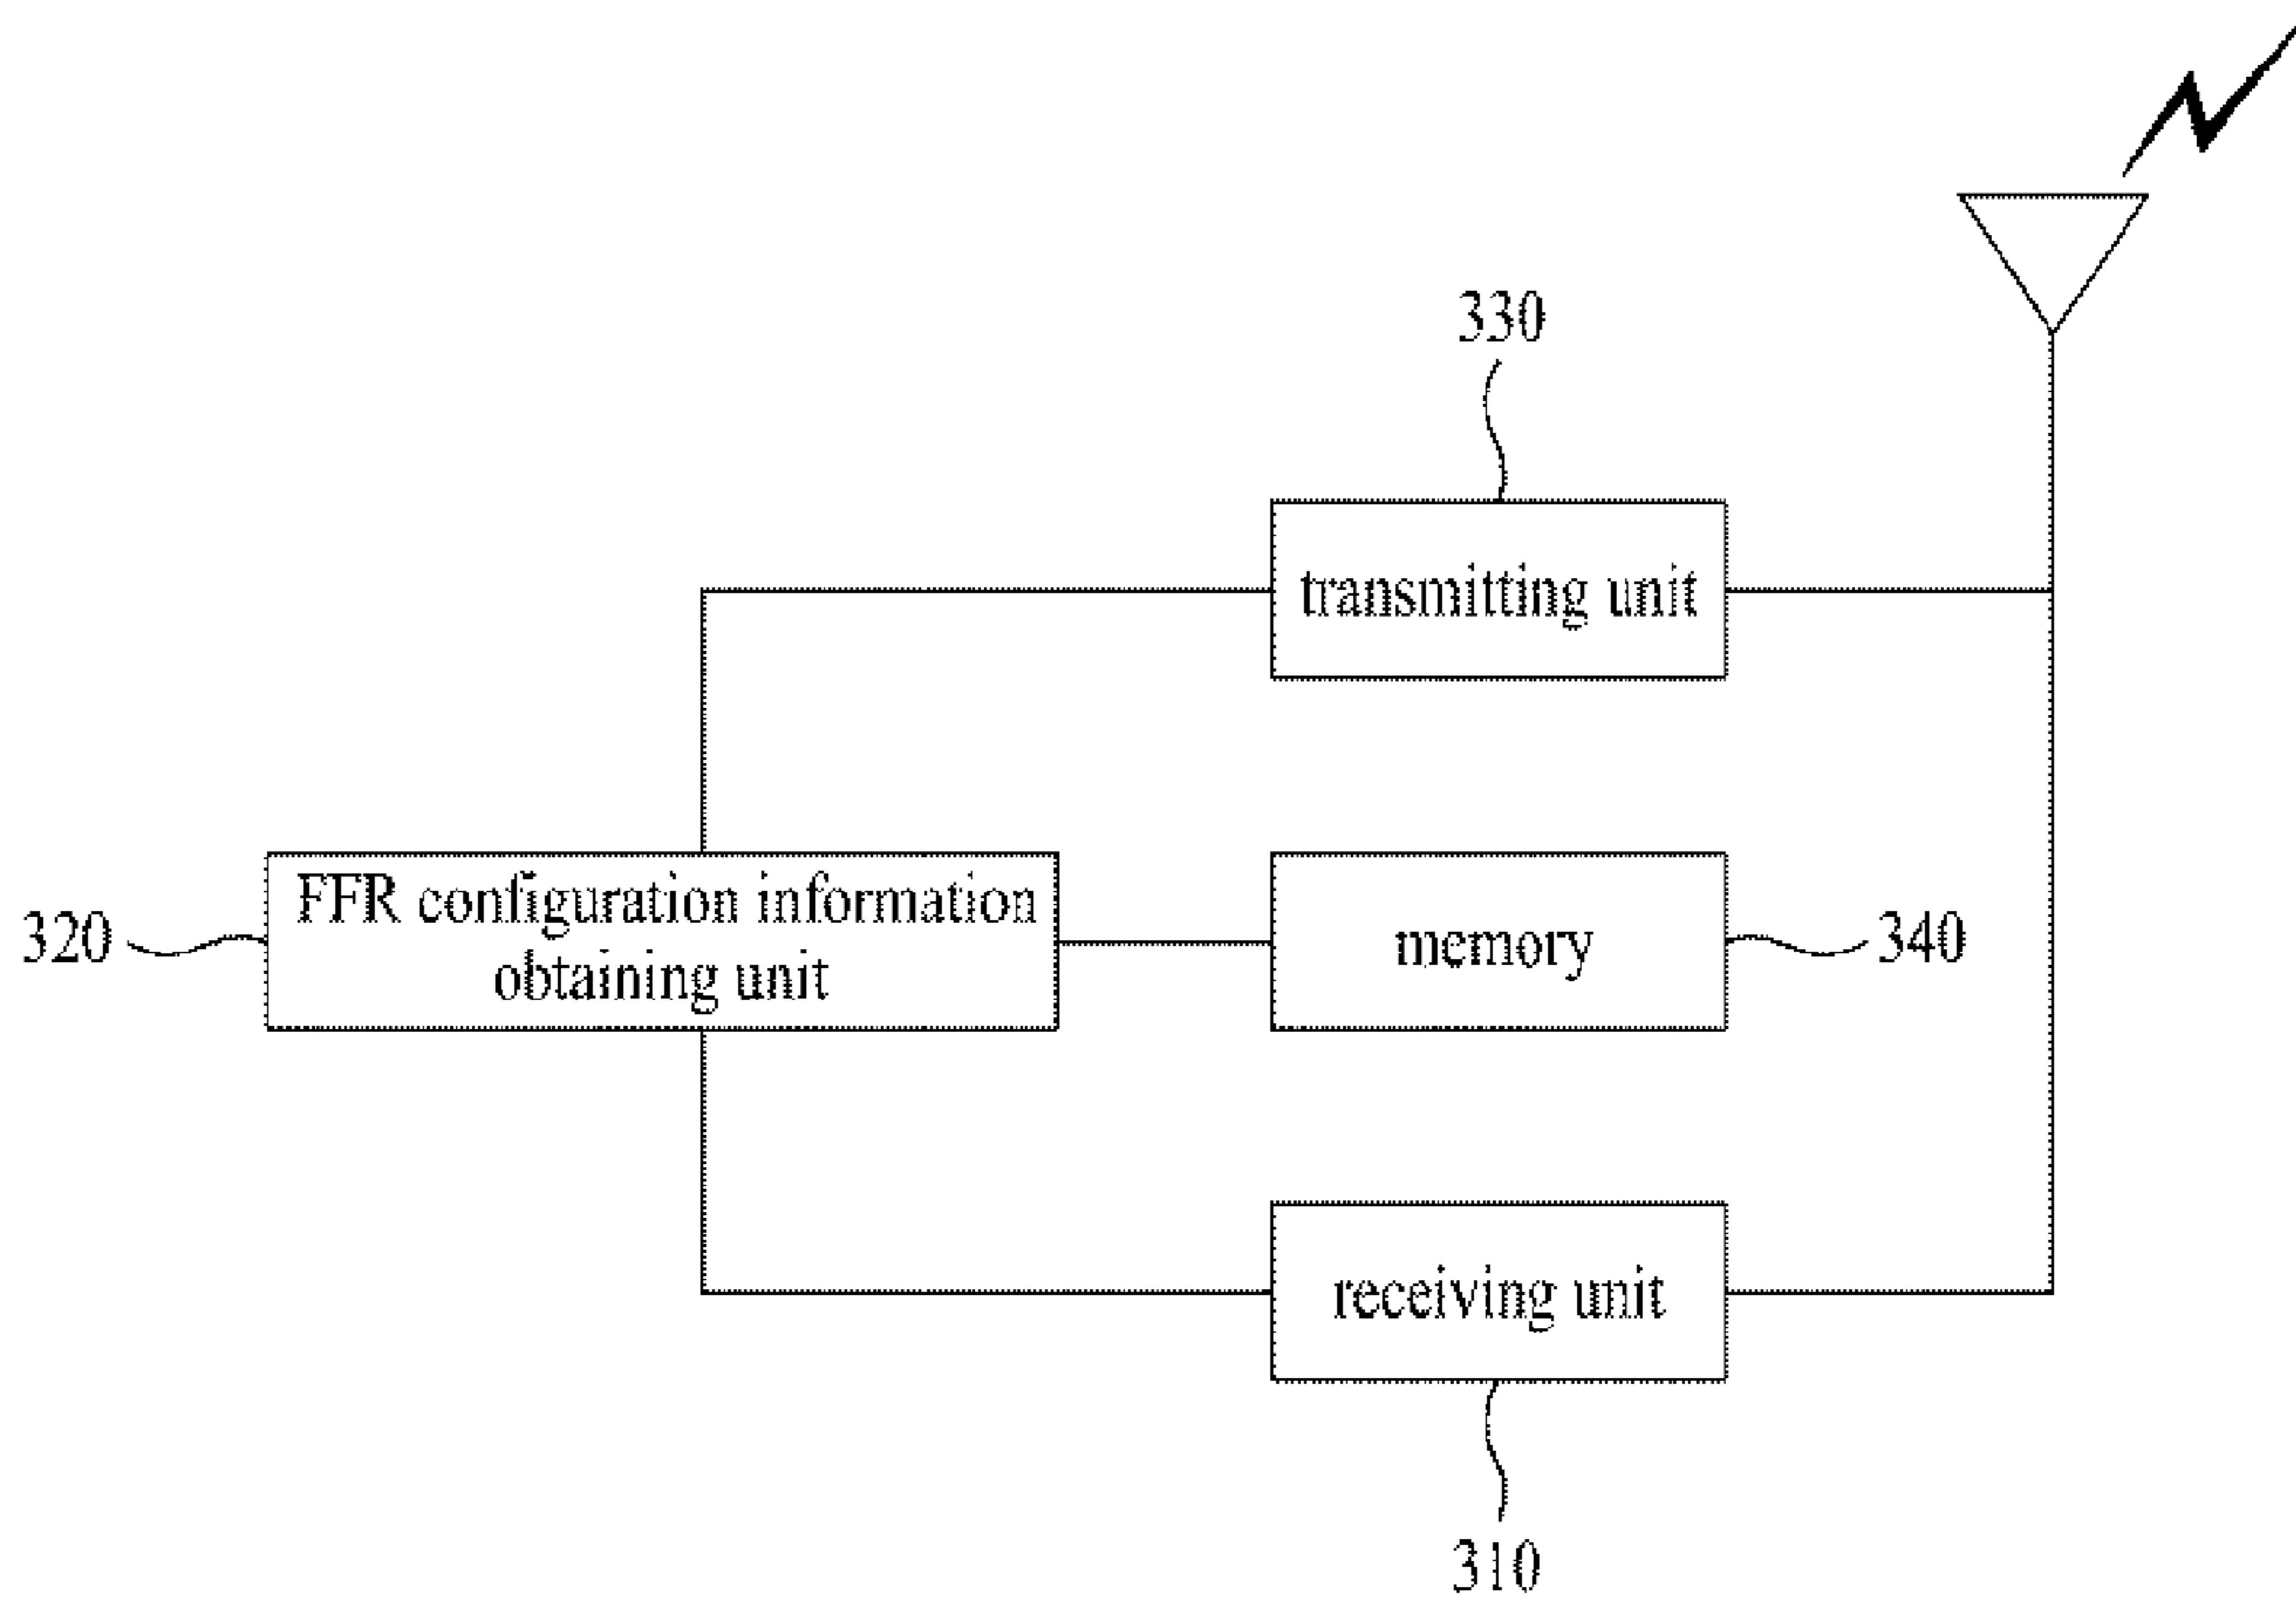 330
transmitting unit
FFR configuration information
obtaining unit
320
memory
340
receiving unit
310